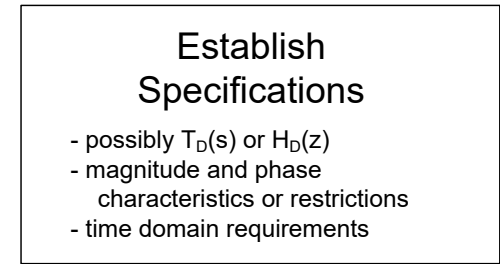 Establish
Specifications
- possibly T_D(s) or H_D(z)
- magnitude and phase
characteristics or restrictions
- time domain requirements